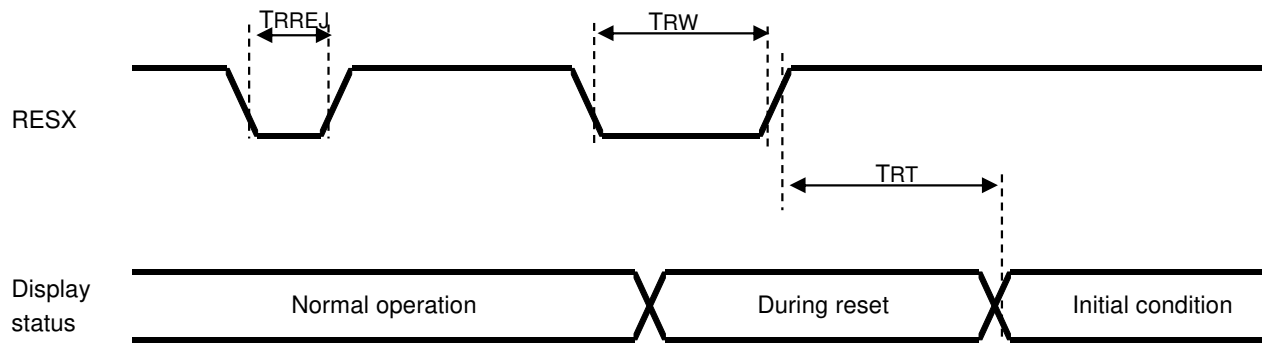 TRREJ
TRW
RESX
TRT
Display
status
Normal operation
During reset
Initial condition